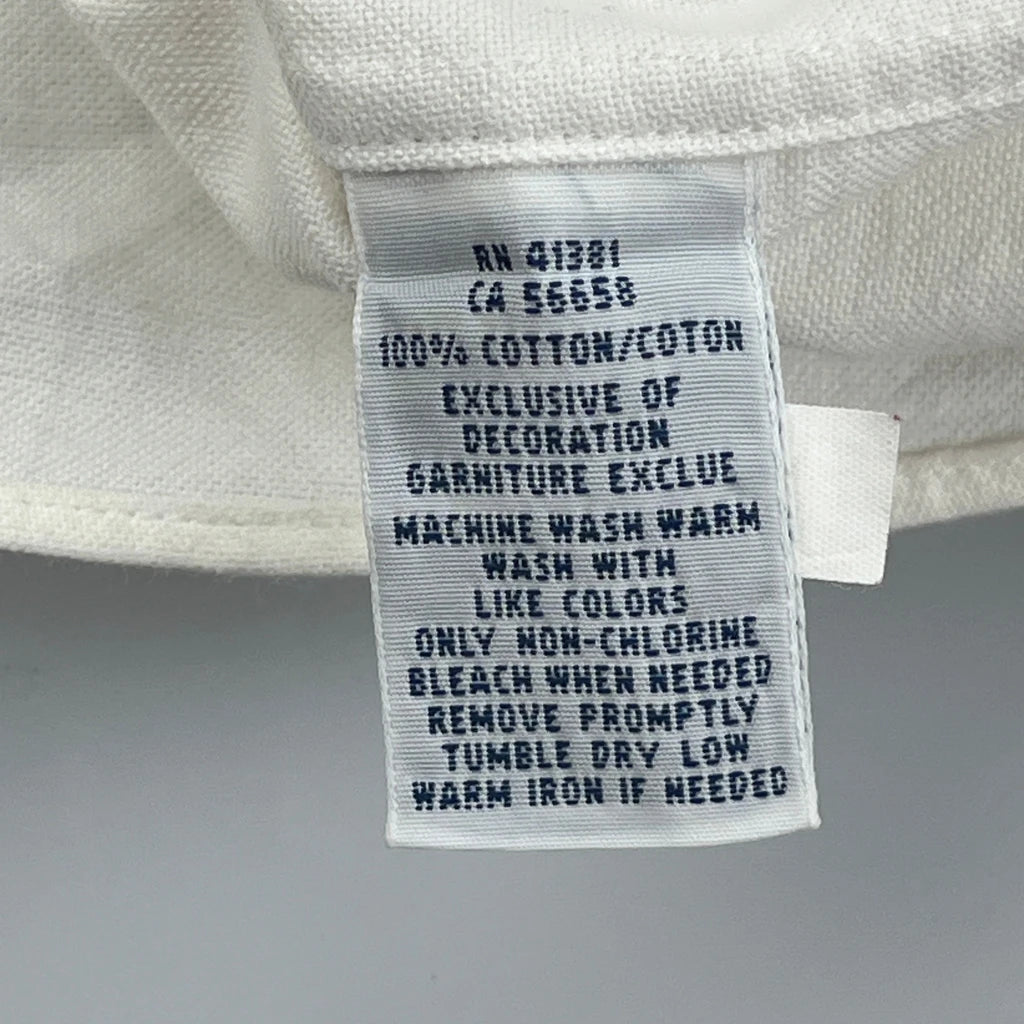 RN 41381
CA 56658
100% COTTON/COTON
EXCLUSIVE OF
DECORATION
GARNITURE EXCLUE
MACHINE WASH WARM
WASH WITH
LIKE COLORS
ONLY NON-CHLORINE
BLEACH WHEN NEEDED
REMOVE PROMPTLY
TUMBLE DRY LOW
WARM IRON IF NEEDED